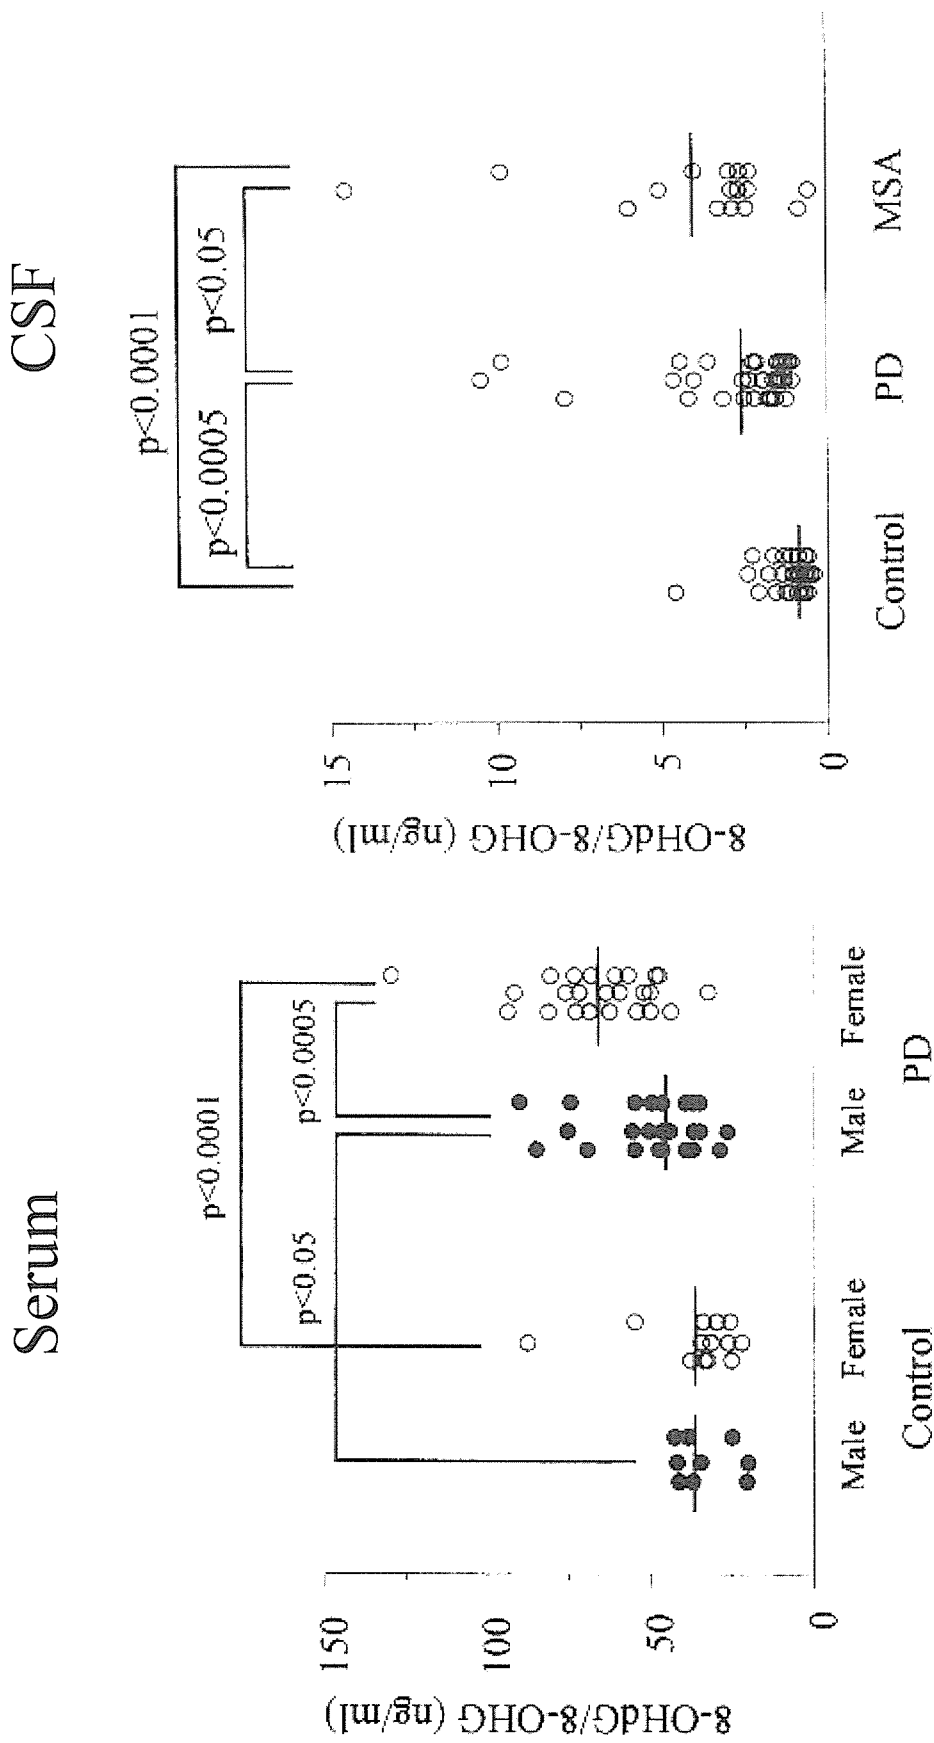 Serum
8-OHdG/8-OHG (ng/ml)
150
100
50
0
p<0.0001
p<0.05
p<0.0005
Male Female
Male Female
Control
PD
CSF
8-OHdG/8-OHG (ng/ml)
15
10
5
0
p<0.0001
p<0.0005
p<0.05
Control
PD
MSA